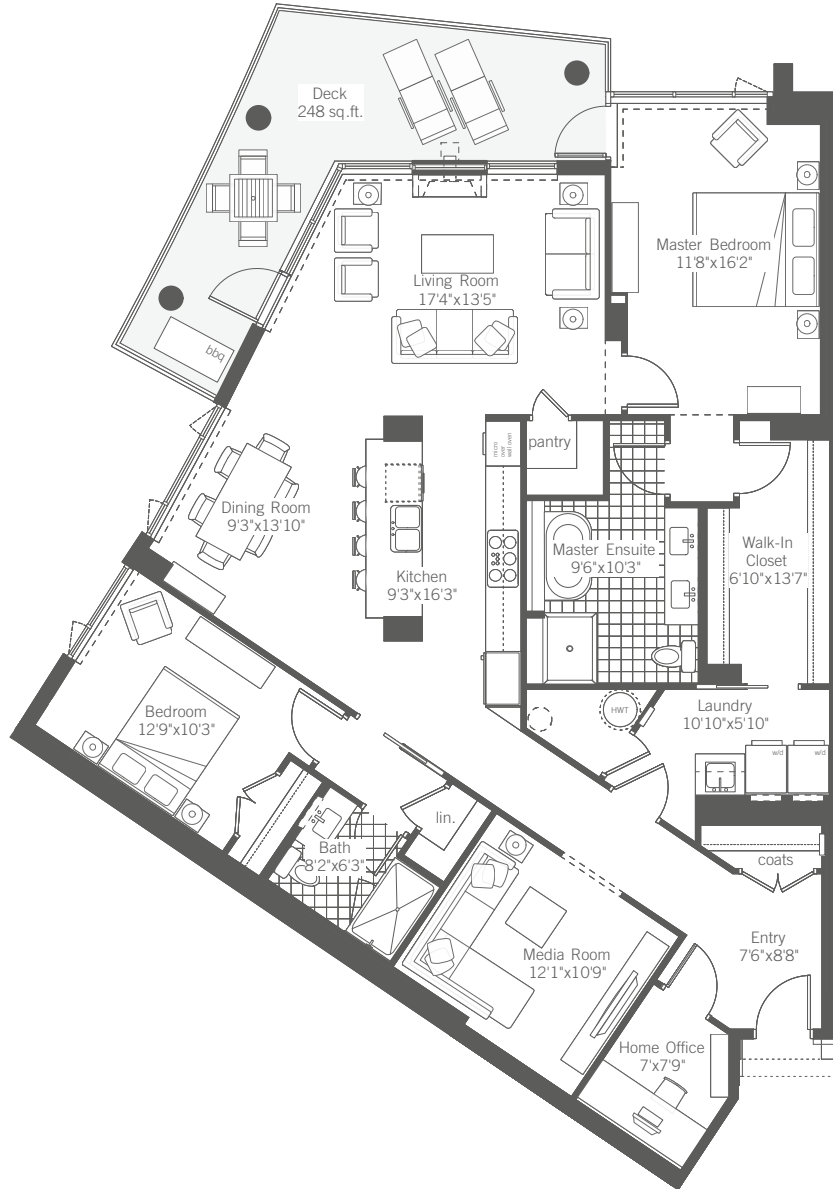 Deck
248 sq.ft.
Master Bedroom
11'8"x16'2"
Living Room
17'4"x13'5"
bbq
pantry
micro
over
wall oven
Dining Room
9'3"x13'10"
Master Ensuite
9'6"x10'3"
Walk-In
Closet
6'10"x13'7"
Kitchen
9'3"x16'3"
Bedroom
12'9"x10'3"
HWT
Laundry
10'10"x5'10"
w/d
w/d
lin.
Bath
8'2"x6'3"
coats
Media Room
12'1"x10'9"
Entry
7'6"x8'8"
Home Office
7'x7'9"